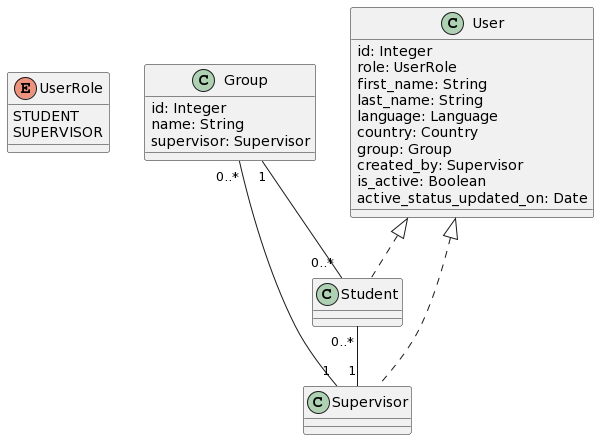 E UserRole
STUDENT
SUPERVISOR
C Group
id: Integer
name: String
supervisor: Supervisor
C User
id: Integer
role: UserRole
first_name: String
last_name: String
language: Language
country: Country
group: Group
created_by: Supervisor
is_active: Boolean
active_status_updated_on: Date
0..*
1
0..*
C Student
0..*
1
1
C Supervisor